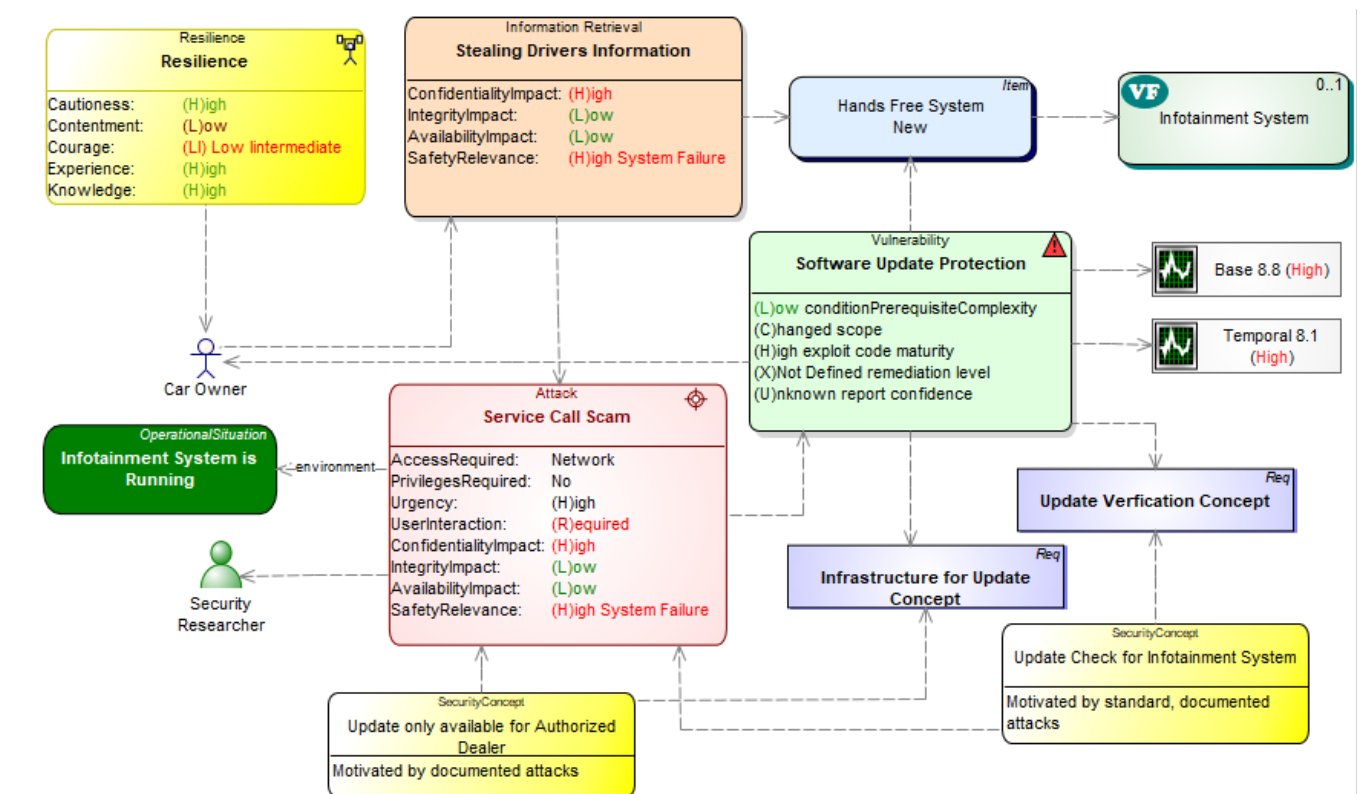 Resilience
Resilience
Cautioness: (H)igh
Contentment: (L)ow
Courage: (LI) Low Iintermediate
Experience: (H)igh
Knowledge: (H)igh
Information Retrieval
Stealing Drivers Information
ConfidentialityImpact: (H)igh
IntegrityImpact: (L)ow
AvailabilityImpact: (L)ow
SafetyRelevance: (H)igh System Failure
Item
Hands Free System
New
VF
0..1
Infotainment System
Vulnerability
Software Update Protection
(L)ow conditionPrerequisiteComplexity
(C)hanged scope
(H)igh exploit code maturity
(X)Not Defined remediation level
(U)nknown report confidence
Base 8.8 (High)
Temporal 8.1
(High)
Car Owner
OperationalSituation
Infotainment System is
Running
environment
Attack
Service Call Scam
AccessRequired: Network
PrivilegesRequired: No
Urgency: (H)igh
UserInteraction: (R)equired
ConfidentialityImpact: (H)igh
IntegrityImpact: (L)ow
AvailabilityImpact: (L)ow
SafetyRelevance: (H)igh System Failure
Security
Researcher
Req
Update Verfication Concept
Req
Infrastructure for Update
Concept
SecurityConcept
Update Check for Infotainment System
Motivated by standard, documented
attacks
SecurityConcept
Update only available for Authorized
Dealer
Motivated by documented attacks